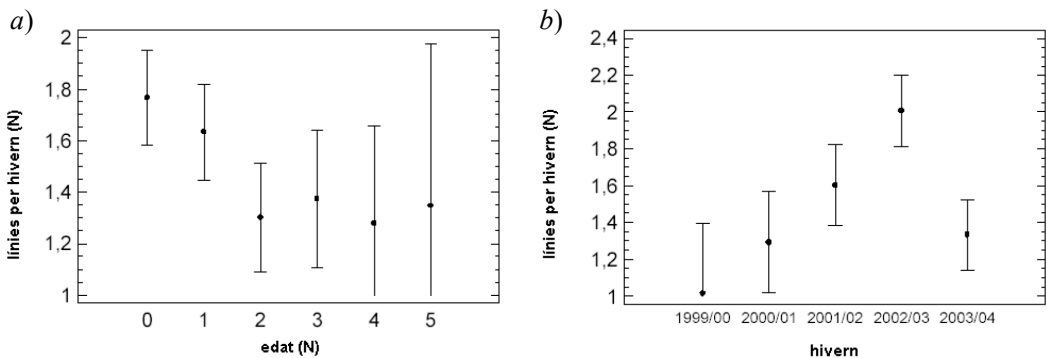 a)
2
1,8
1,6
1,4
1,2
1
línies per hivern (N)
0 1 2 3 4 5
edat (N)
b)
2,4
2,2
2
1,8
1,6
1,4
1,2
1
línies per hivern (N)
1999/00 2000/01 2001/02 2002/03 2003/04
hivern